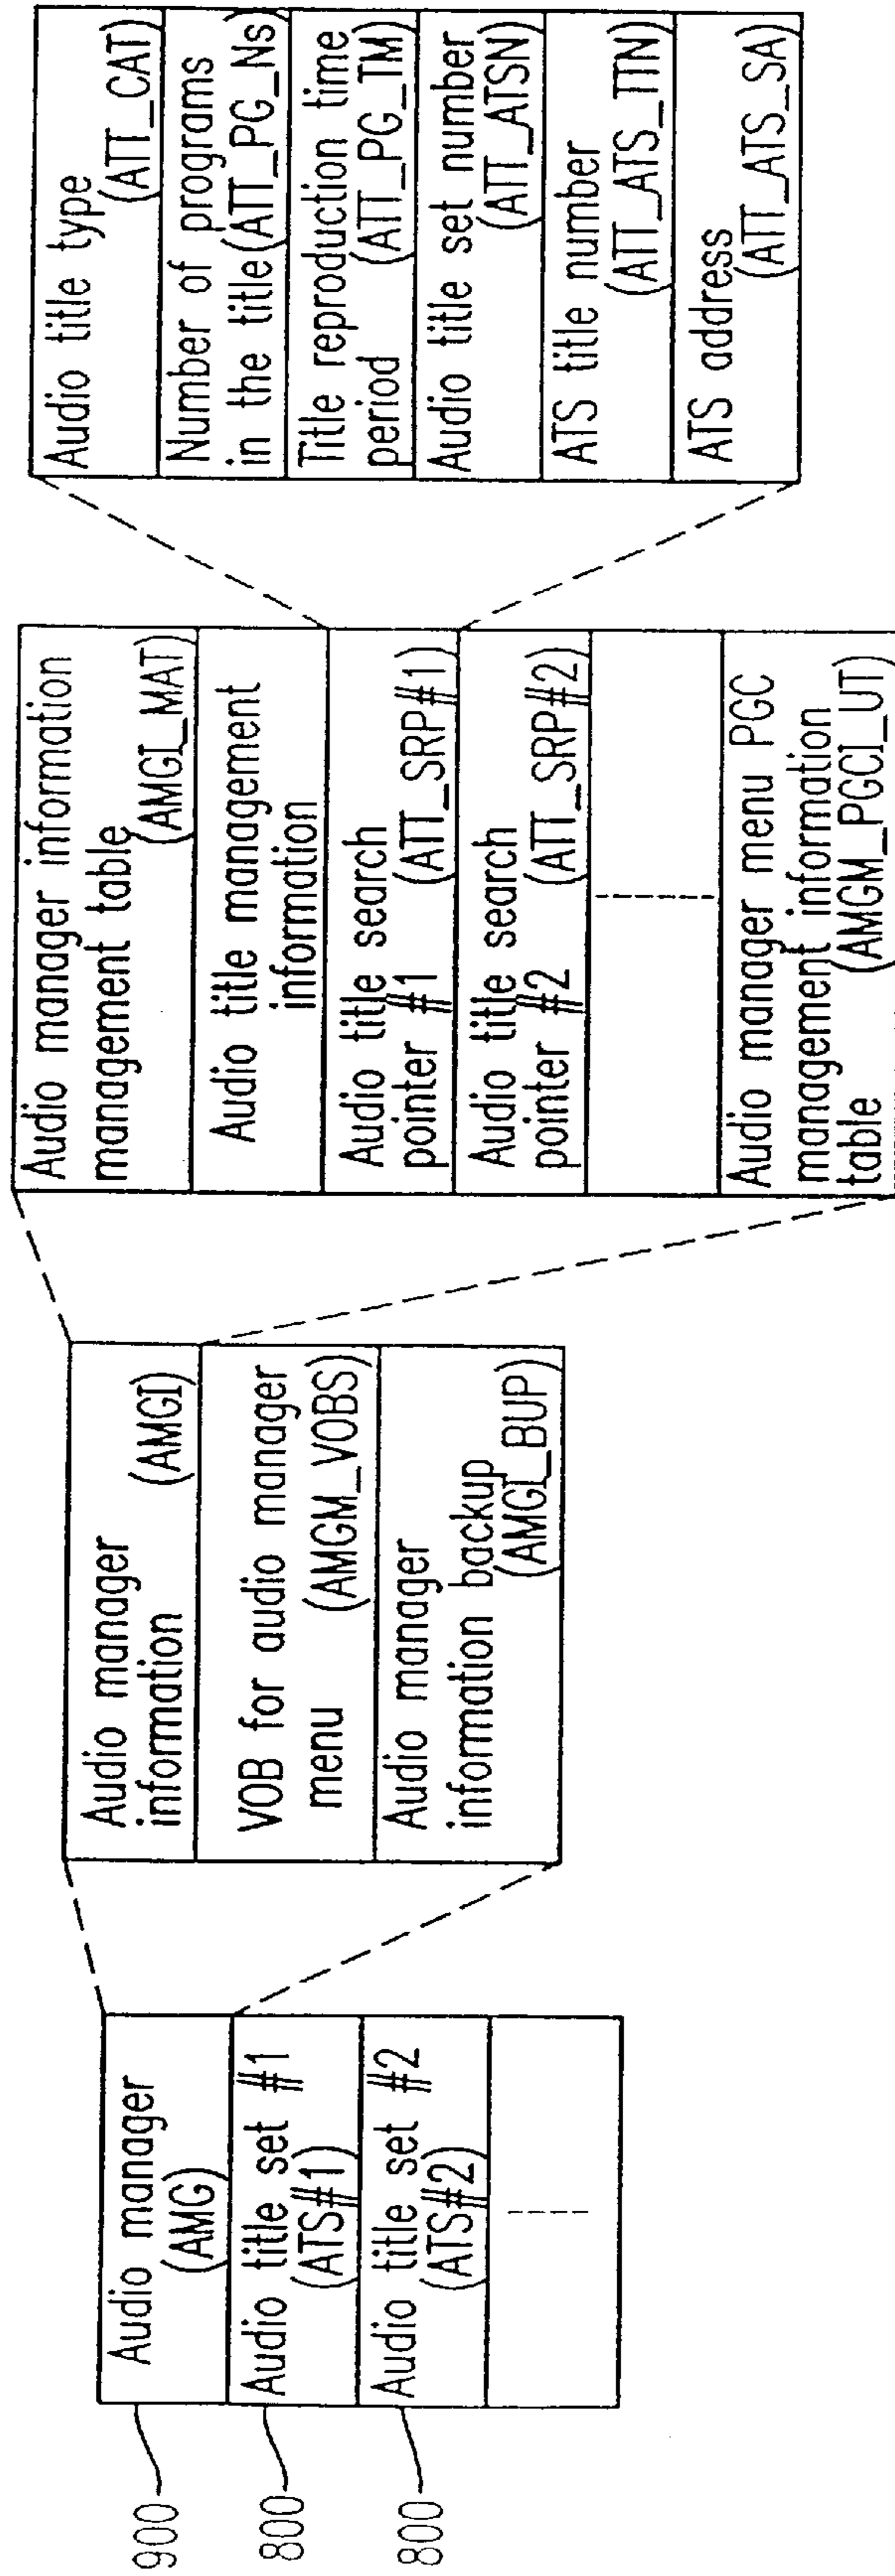 900
800
800
Audio manager
(AMG)
Audio title set #1
(ATS#1)
Audio title set #2
(ATS#2)
Audio manager
information (AMGI)
VOB for audio manager
menu (AMGM_VOBS)
Audio manager
information backup
(AMGI_BUP)
Audio manager information
management table
(AMGI_MAT)
Audio title management
information
Audio title search
pointer #1 (ATT_SRP#1)
Audio title search
pointer #2 (ATT_SRP#2)
Audio manager menu PGC
management information
table (AMGM_PGCI_UT)
Audio title type
(ATT_CAT)
Number of programs
in the title(ATT_PG_Ns)
Title reproduction time
period (ATT_PG_TM)
Audio title set number
(ATT_ATSN)
ATS title number
(ATT_ATS_TTN)
ATS address
(ATT_ATS_SA)